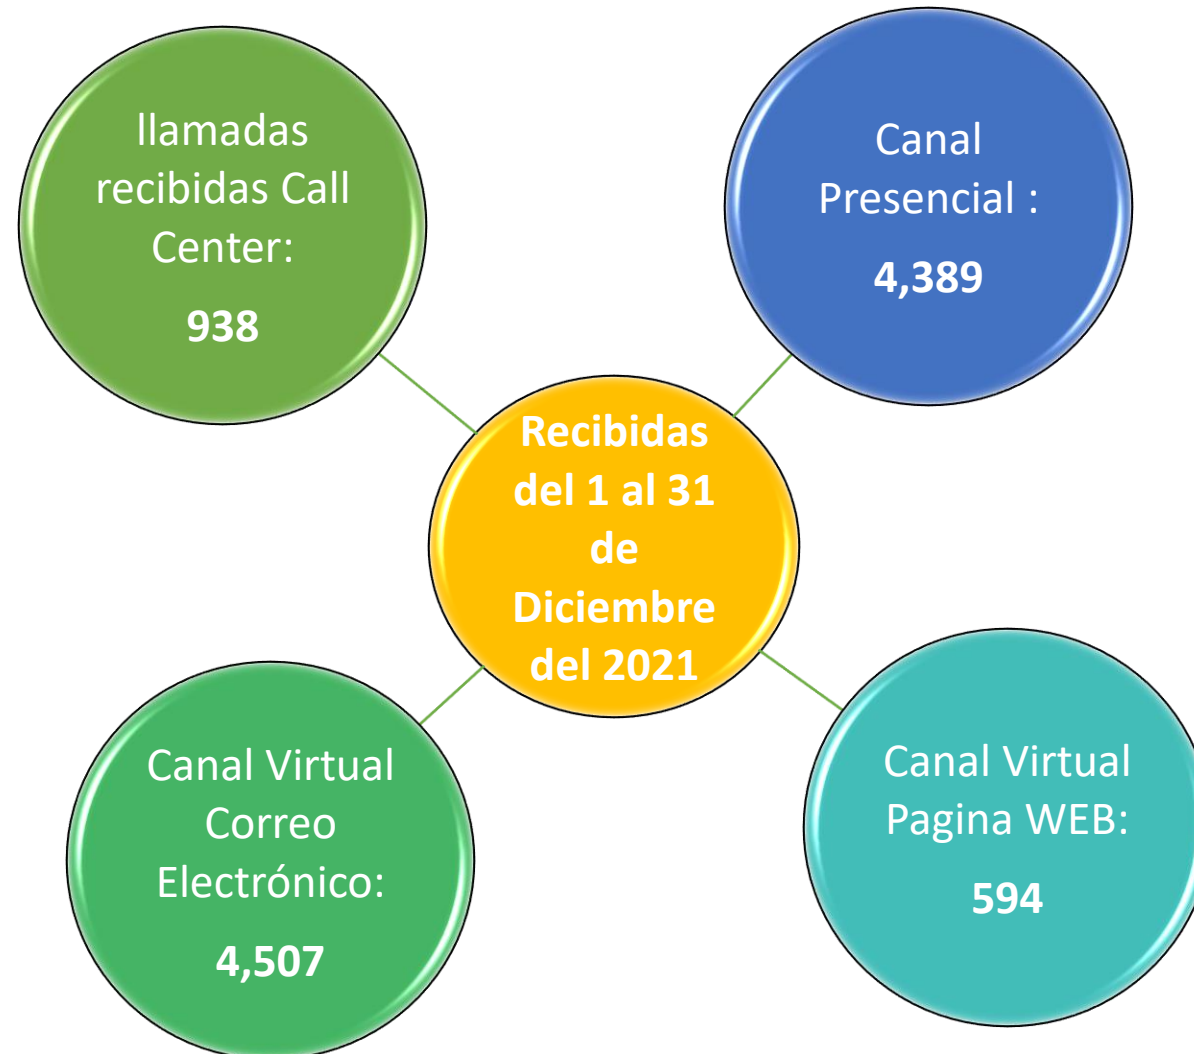 llamadas
recibidas Call
Center:
938
Canal
Presencial :
4,389
Recibidas
del 1 al 31
de
Diciembre
del 2021
Canal Virtual
Correo
Electrónico:
4,507
Canal Virtual
Pagina WEB:
594